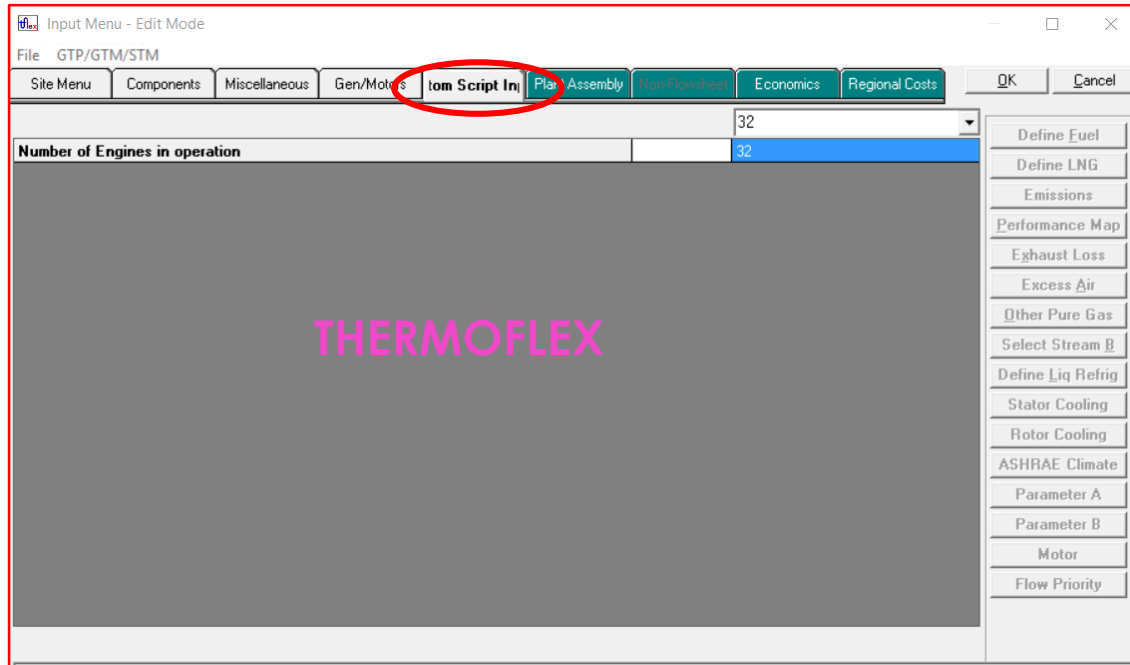 tflex Input Menu - Edit Mode
File GTP/GTM/STM
Site Menu Components Miscellaneous Gen/Motors tom Script In Plant Assembly Non-Flowsheet Economics Regional Costs OK Cancel
32
Number of Engines in operation 32
Define Fuel
Define LNG
Emissions
Performance Map
Exhaust Loss
Excess Air
Other Pure Gas
Select Stream B
Define Liq Refrig
Stator Cooling
Rotor Cooling
ASHRAE Climate
Parameter A
Parameter B
Motor
Flow Priority
THERMOFLEX